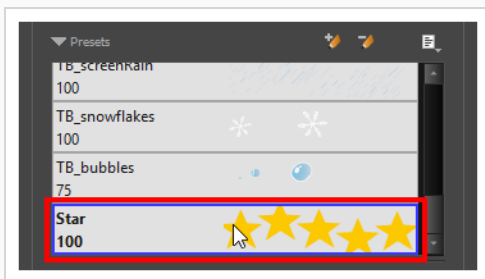 Presets
TB_screenRain
100
TB_snowflakes
100
TB_bubbles
75
Star
100